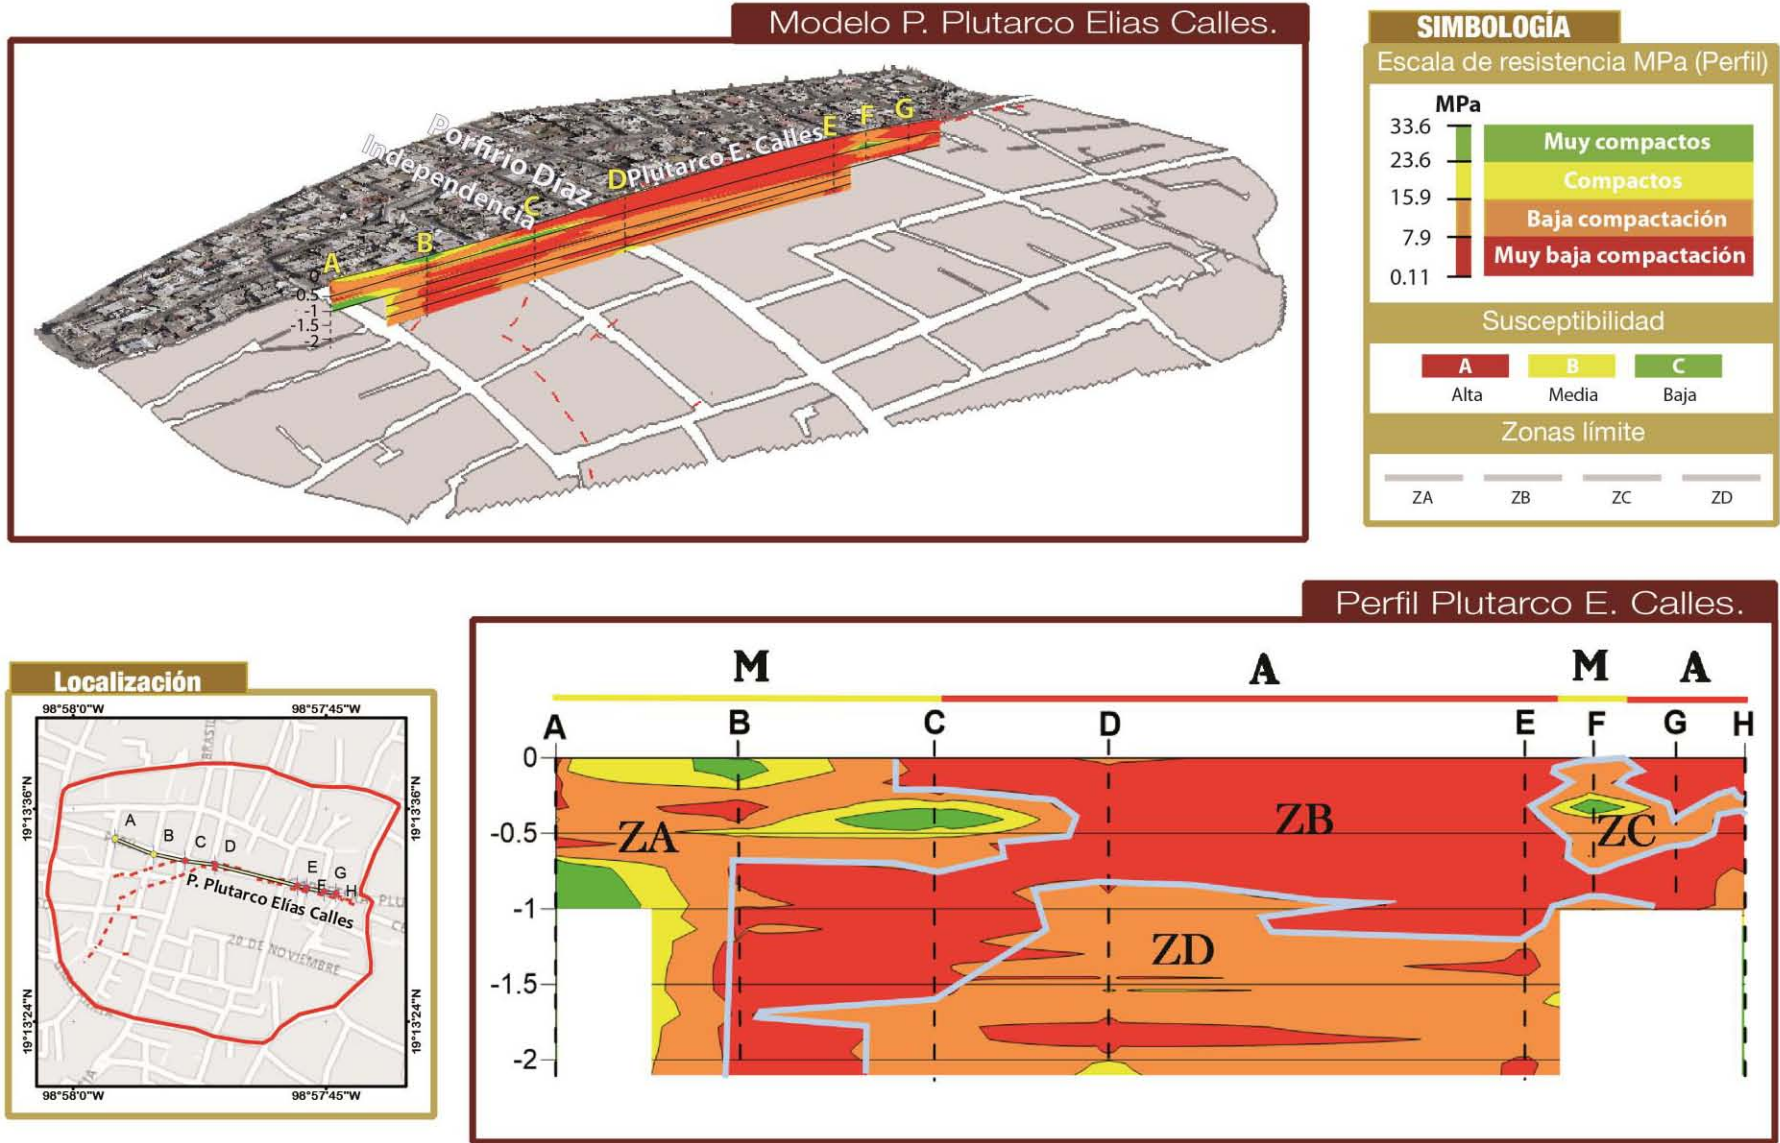 Modelo P. Plutarco Elias Calles.
Porfirio Díaz
Independencia
Plutarco E. Calles
A
B
C
D
E
F
G
0
-0.5
-1
-1.5
-2
SIMBOLOGÍA
Escala de resistencia MPa (Perfil)
MPa
33.6
23.6
15.9
7.9
0.11
Muy compactos
Compactos
Baja compactación
Muy baja compactación
Susceptibilidad
A B C
Alta Media Baja
Zonas límite
ZA ZB ZC ZD
Localización
98°58'0"W 98°57'45"W
19°13'36"N
19°13'24"N
19°13'36"N
19°13'24"N
BRASIL
A
B
C
D
E
F
G
H
P. Plutarco Elías Calles
20 DE NOVIEMBRE
98°58'0"W 98°57'45"W
Perfil Plutarco E. Calles.
M A M A
A B C D E F G H
0
-0.5
-1
-1.5
-2
ZA
ZB
ZC
ZD